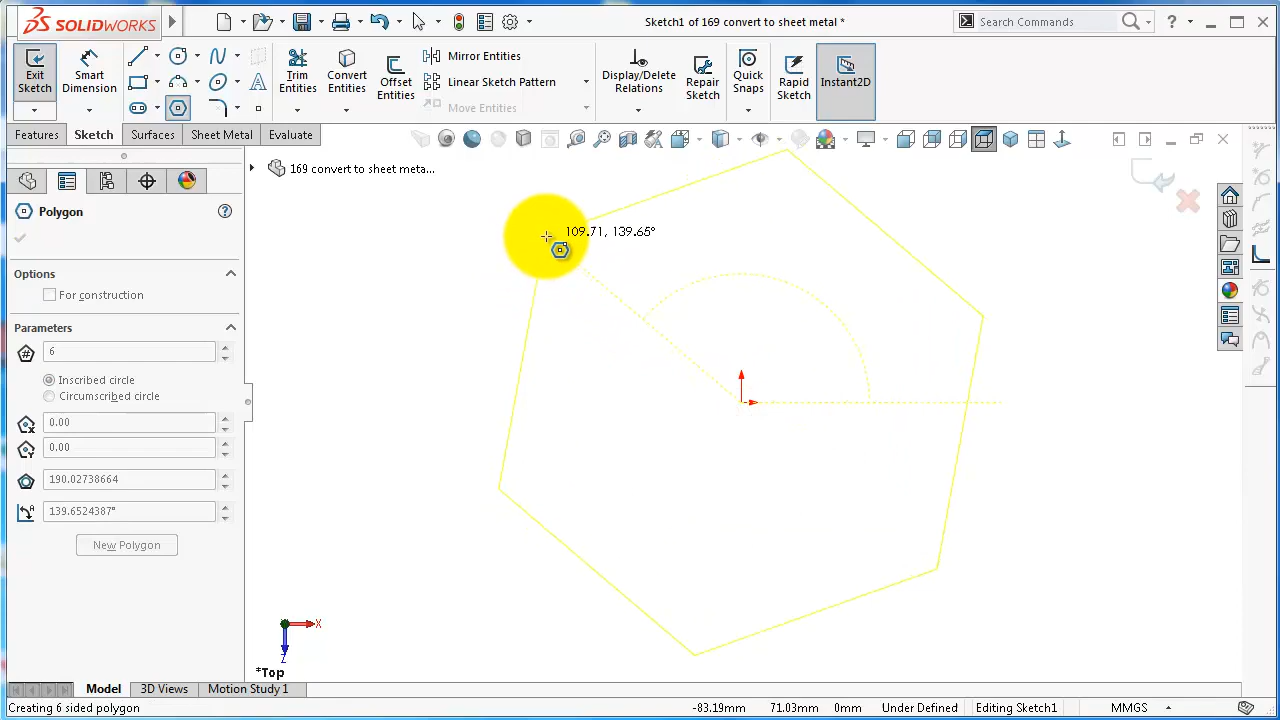 SOLIDWORKS
Sketch1 of 169 convert to sheet metal *
Search Commands
Exit Sketch
Smart Dimension
Trim Entities
Convert Entities
Offset Entities
Mirror Entities
Linear Sketch Pattern
Move Entities
Display/Delete Relations
Repair Sketch
Quick Snaps
Rapid Sketch
Instant2D
Features Sketch Surfaces Sheet Metal Evaluate
169 convert to sheet meta...
Polygon
Options
For construction
Parameters
6
Inscribed circle
Circumscribed circle
0.00
0.00
190.02738664
139.6524387°
New Polygon
109.71, 139.65°
X
Z
*Top
Model 3D Views Motion Study 1
Creating 6 sided polygon
-83.19mm 71.03mm 0mm Under Defined Editing Sketch1 MMGS